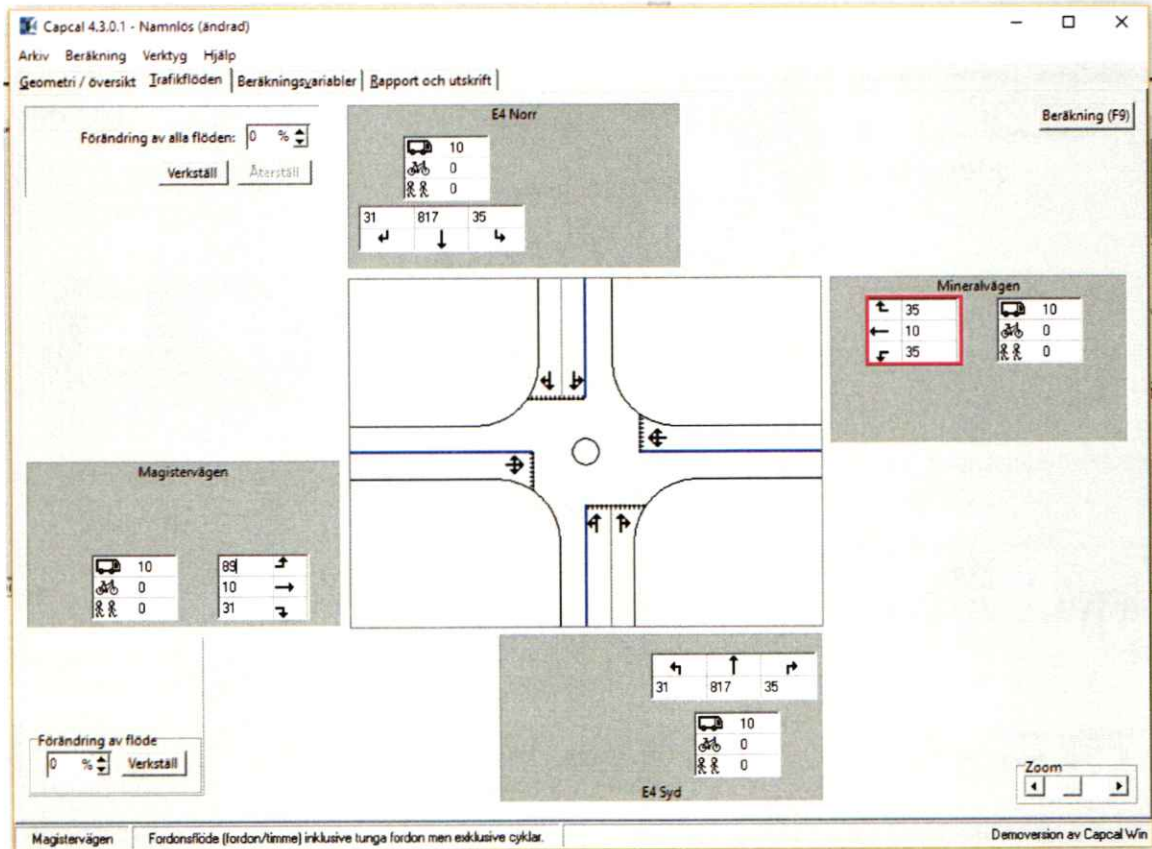 Capcal 4.3.0.1 - Namnlös (ändrad)
Arkiv Beräkning Verktyg Hjälp
Geometri / översikt Trafikflöden Beräkningsvariabler Rapport och utskrift
Förändring av alla flöden: 0 %
Verkställ Återställ
E4 Norr
10
0
0
31 817 35
Beräkning (F9)
Mineralvägen
35 10
10 0
35 0
Magistervägen
10 89
0 10
0 31
31 817 35
10
0
0
E4 Syd
Förändring av flöde
0 % Verkställ
Zoom
Magistervägen Fordonsflöde (fordon/timme) inklusive tunga fordon men exklusive cyklar. Demoversion av Capcal Win